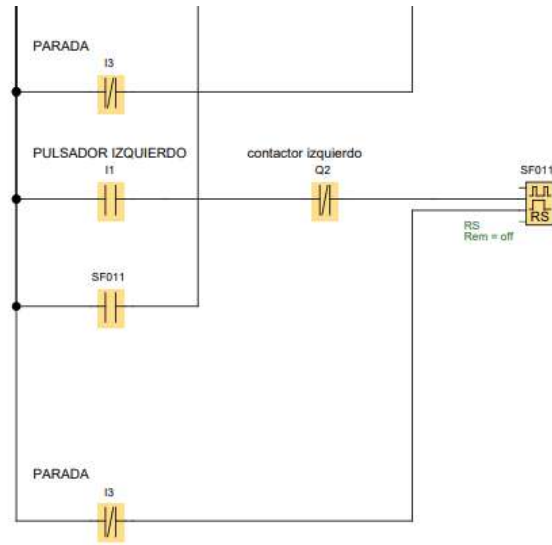 PARADA
I3
PULSADOR IZQUIERDO
I1
contactor izquierdo
Q2
SF011
RS
RS
Rem = off
SF011
PARADA
I3